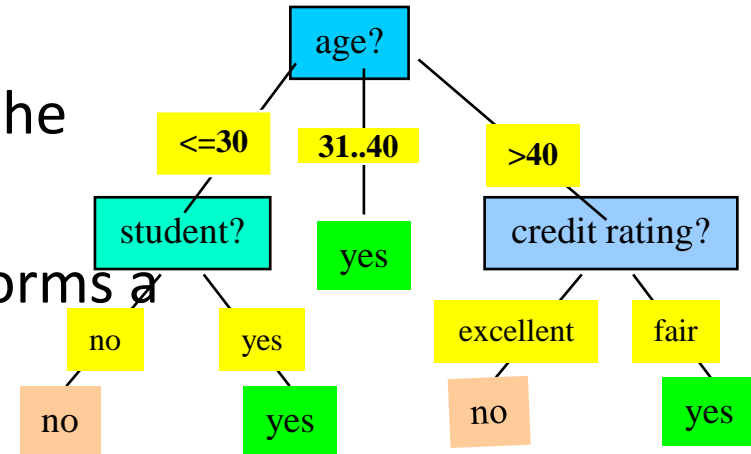 age?
he
<=30 31..40 >40
student? yes credit rating?
orms a
no yes excellent fair
no yes no yes